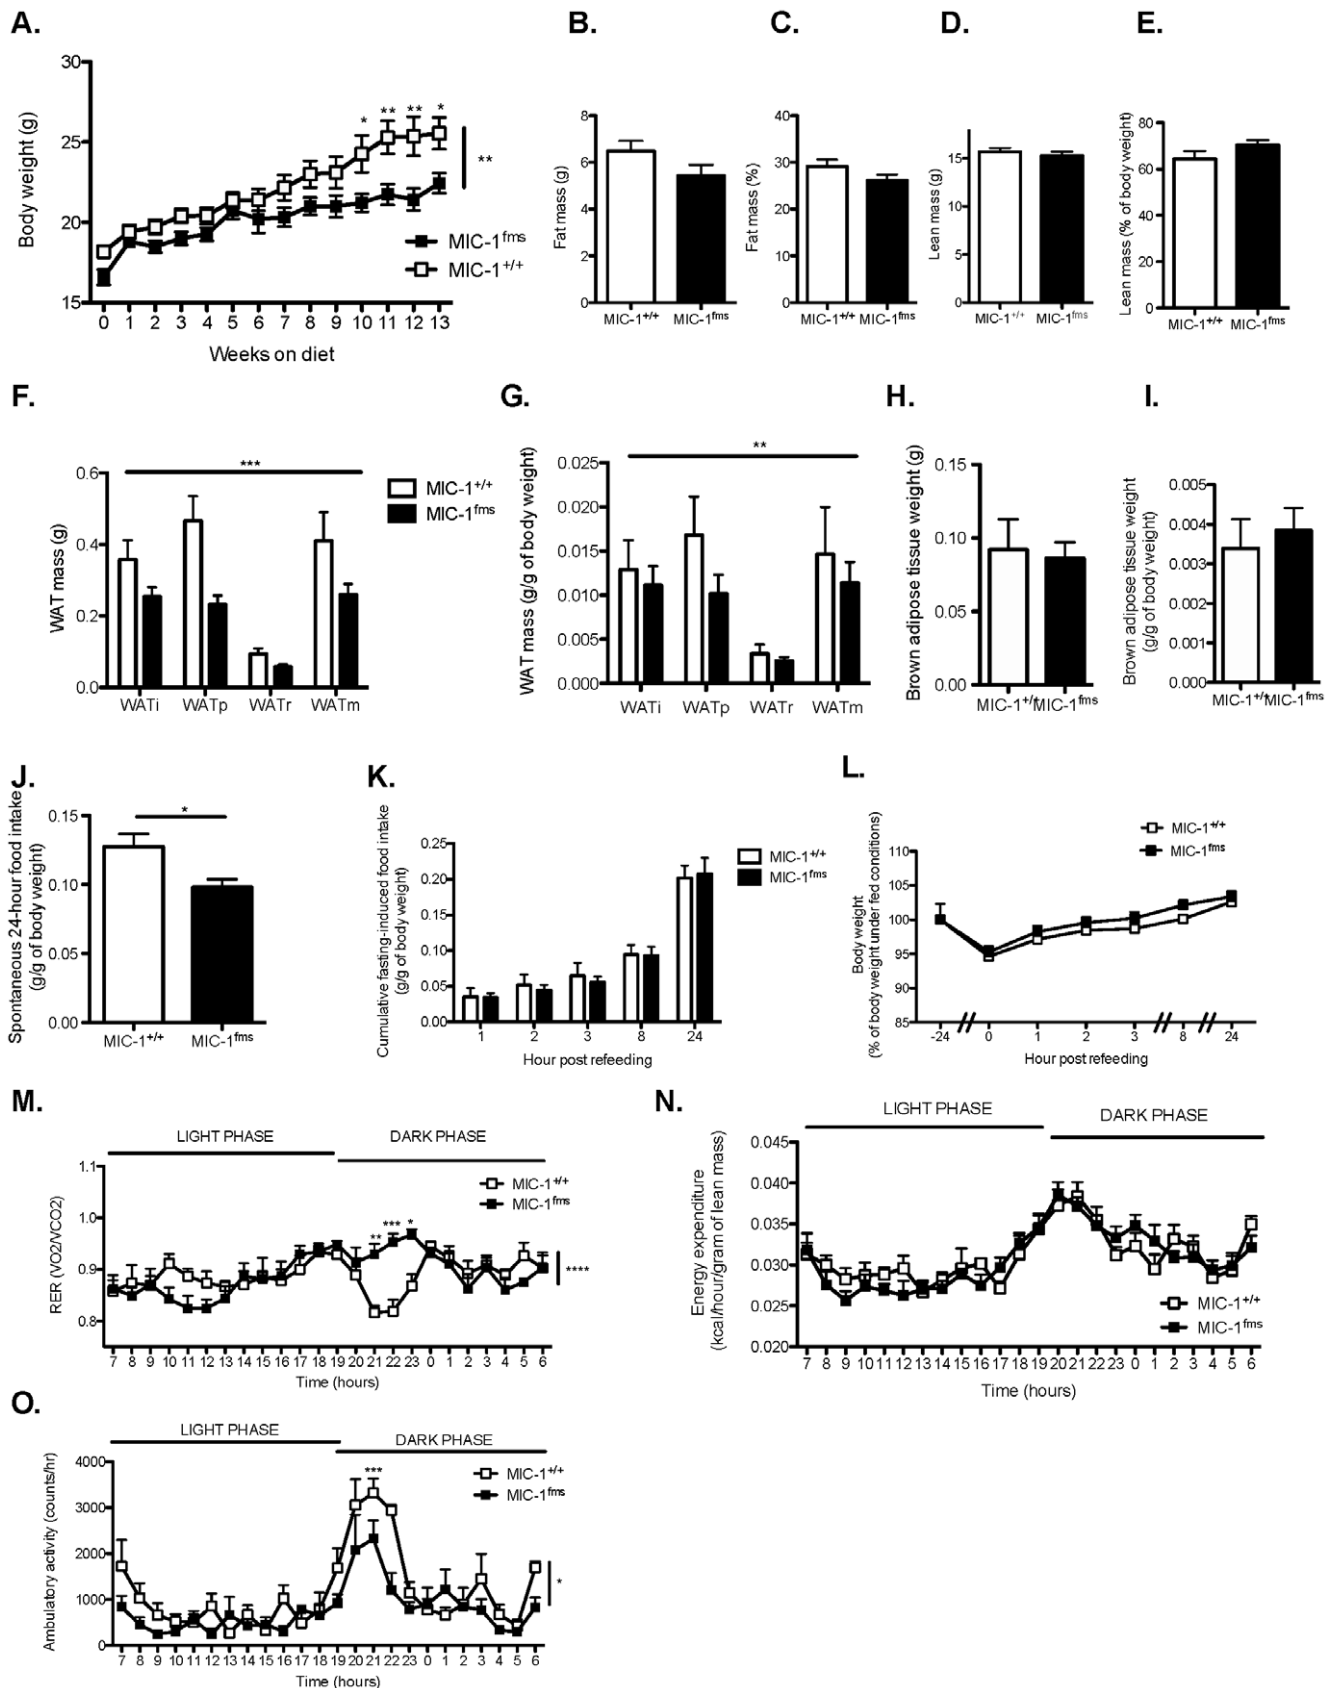 A.
30
25
20
15
Body weight (g)
* ** ** *
**
MIC-1fms
MIC-1+/+
0 1 2 3 4 5 6 7 8 9 10 11 12 13
Weeks on diet
B.
8
6
4
2
0
Fat mass (g)
MIC-1+/+ MIC-1fms
C.
40
30
20
10
0
Fat mass (%)
MIC-1+/+ MIC-1fms
D.
15
10
5
0
Lean mass (g)
MIC-1+/+ MIC-1fms
E.
80
60
40
20
0
Lean mass (% of body weight)
MIC-1+/+ MIC-1fms
F.
0.6
0.4
0.2
0.0
WAT mass (g)
***
MIC-1+/+
MIC-1fms
WATi WATp WATr WATm
G.
0.025
0.020
0.015
0.010
0.005
0.000
WAT mass (g/g of body weight)
**
WATi WATp WATr WATm
H.
0.15
0.10
0.05
0.00
Brown adipose tissue weight (g)
MIC-1+/+ MIC-1fms
I.
0.005
0.004
0.003
0.002
0.001
0.000
Brown adipose tissue weight
(g/g of body weight)
MIC-1+/+ MIC-1fms
J.
0.15
0.10
0.05
0.00
Spontaneous 24-hour food intake
(g/g of body weight)
*
MIC-1+/+ MIC-1fms
K.
0.25
0.20
0.15
0.10
0.05
0.00
Cumulative fasting-induced food intake
(g/g of body weight)
MIC-1+/+
MIC-1fms
1 2 3 8 24
Hour post refeeding
L.
110
105
100
95
90
85
Body weight
(% of body weight under fed conditions)
MIC-1+/+
MIC-1fms
-24 0 1 2 3 8 24
Hour post refeeding
M.
LIGHT PHASE DARK PHASE
1.1
1.0
0.9
0.8
RER (VO2/VCO2)
MIC-1+/+
MIC-1fms
** *** *
****
7 8 9 10 11 12 13 14 15 16 17 18 19 20 21 22 23 0 1 2 3 4 5 6
Time (hours)
N.
LIGHT PHASE DARK PHASE
0.045
0.040
0.035
0.030
0.025
0.020
Energy expenditure
(kcal/hour/gram of lean mass)
MIC-1+/+
MIC-1fms
7 8 9 10 11 12 13 14 15 16 17 18 19 20 21 22 23 0 1 2 3 4 5 6
Time (hours)
O.
LIGHT PHASE DARK PHASE
4000
3000
2000
1000
0
Ambulatory activity (counts/hr)
***
MIC-1+/+
MIC-1fms
*
7 8 9 10 11 12 13 14 15 16 17 18 19 20 21 22 23 0 1 2 3 4 5 6
Time (hours)